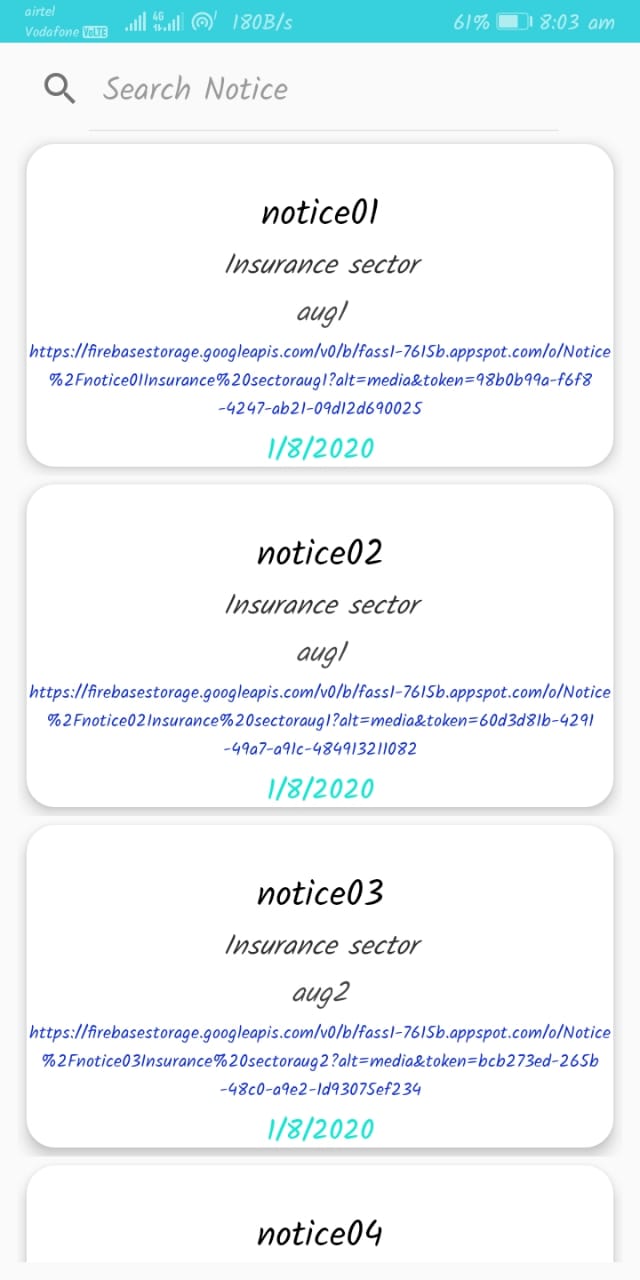 airtel
Vodafone VoLTE 4G 180B/s 61% 8:03 am
Search Notice
notice01
Insurance sector
aug1
https://firebasestorage.googleapis.com/v0/b/fass1-7615b.appspot.com/o/Notice
%2Fnotice01Insurance%20sectoraug1?alt=media&token=98b0b99a-f6f8
-4247-ab21-09d12d690025
1/8/2020
notice02
Insurance sector
aug1
https://firebasestorage.googleapis.com/v0/b/fass1-7615b.appspot.com/o/Notice
%2Fnotice02Insurance%20sectoraug1?alt=media&token=60d3d81b-4291
-49a7-a91c-484913211082
1/8/2020
notice03
Insurance sector
aug2
https://firebasestorage.googleapis.com/v0/b/fass1-7615b.appspot.com/o/Notice
%2Fnotice03Insurance%20sectoraug2?alt=media&token=bcb273ed-265b
-48c0-a9e2-1d93075ef234
1/8/2020
notice04